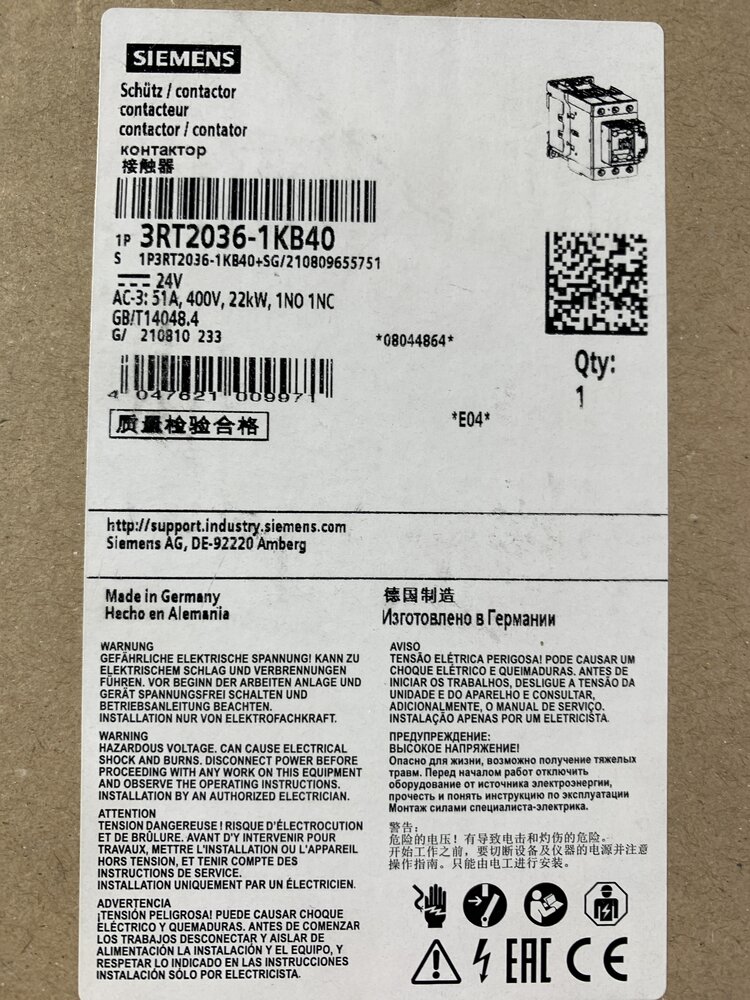 SIEMENS
Schütz / contactor
contacteur
contactor / contator
контактор
接触器
1P 3RT2036-1KB40
S 1P3RT2036-1KB40+SG/210809655751
24V
AC-3: 51A, 400V, 22kW, 1NO 1NC
GB/T14048.4
G/ 210810 233
*08044864*
Qty:
1
4 047621 009971
*E04*
质量检验合格
http://support.industry.siemens.com
Siemens AG, DE-92220 Amberg
Made in Germany
Hecho en Alemania
德国制造
Изготовлено в Германии
WARNUNG
GEFÄHRLICHE ELEKTRISCHE SPANNUNG! KANN ZU
ELEKTRISCHEM SCHLAG UND VERBRENNUNGEN
FÜHREN. VOR BEGINN DER ARBEITEN ANLAGE UND
GERÄT SPANNUNGSFREI SCHALTEN UND
BETRIEBSANLEITUNG BEACHTEN.
INSTALLATION NUR VON ELEKTROFACHKRAFT.
WARNING
HAZARDOUS VOLTAGE. CAN CAUSE ELECTRICAL
SHOCK AND BURNS. DISCONNECT POWER BEFORE
PROCEEDING WITH ANY WORK ON THIS EQUIPMENT
AND OBSERVE THE OPERATING INSTRUCTIONS.
INSTALLATION BY AN AUTHORIZED ELECTRICIAN.
ATTENTION
TENSION DANGEREUSE ! RISQUE D'ÉLECTROCUTION
ET DE BRÛLURE. AVANT D'Y INTERVENIR POUR
TRAVAUX, METTRE L'INSTALLATION OU L'APPAREIL
HORS TENSION, ET TENIR COMPTE DES
INSTRUCTIONS DE SERVICE.
INSTALLATION UNIQUEMENT PAR UN ÉLECTRICIEN.
ADVERTENCIA
¡TENSIÓN PELIGROSA! PUEDE CAUSAR CHOQUE
ELÉCTRICO Y QUEMADURAS. ANTES DE COMENZAR
LOS TRABAJOS DESCONECTAR Y AISLAR DE
ALIMENTACIÓN LA INSTALACIÓN Y EL EQUIPO, Y
RESPETAR LO INDICADO EN LAS INSTRUCCIONES
INSTALACIÓN SÓLO POR ELECTRICISTA.
AVISO
TENSÃO ELÉTRICA PERIGOSA! PODE CAUSAR UM
CHOQUE ELÉTRICO E QUEIMADURAS. ANTES DE
INICIAR OS TRABALHOS, DESLIGUE A TENSÃO DA
UNIDADE E DO APARELHO E CONSULTAR,
ADICIONALMENTE, O MANUAL DE SERVIÇO.
INSTALAÇÃO APENAS POR UM ELETRICISTA.
ПРЕДУПРЕЖДЕНИЕ:
ВЫСОКОЕ НАПРЯЖЕНИЕ!
Опасно для жизни, возможно получение тяжелых
травм. Перед началом работ отключить
оборудование от источника электроэнергии,
прочесть и понять инструкцию по эксплуатации
Монтаж силами специалиста-электрика.
警告:
危险的电压！有导致电击和灼伤的危险。
开始工作之前，要切断设备及仪器的电源并注意
操作指南。只能由电工进行安装。
EAC CE